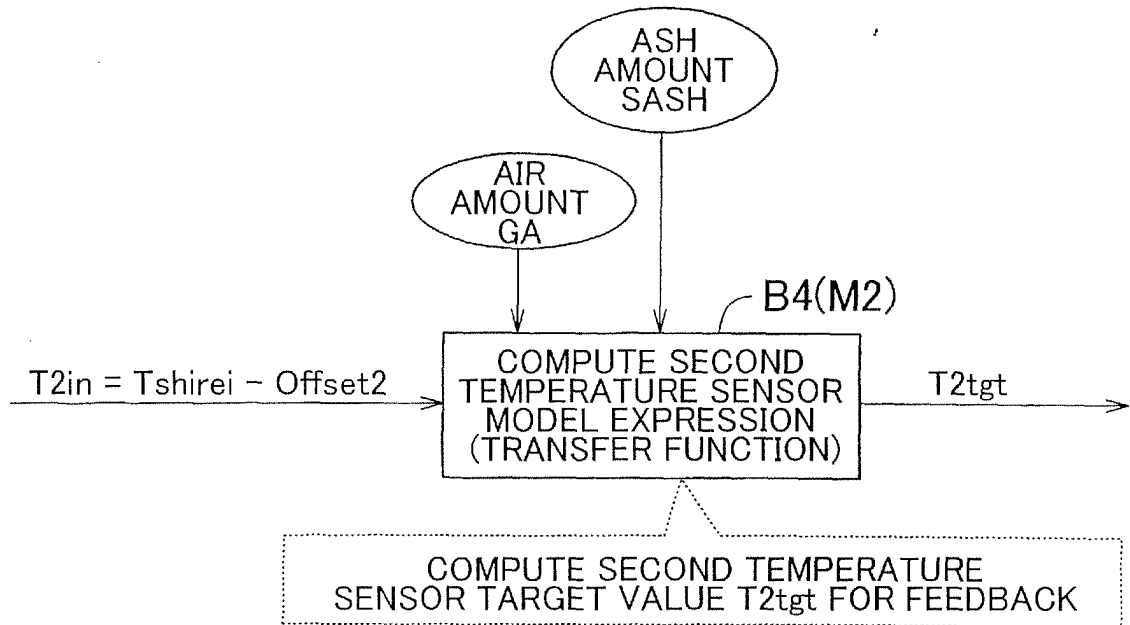 ASH
AMOUNT
SASH
AIR
AMOUNT
GA
B4(M2)
T2in = Tshirei - Offset2
COMPUTE SECOND
TEMPERATURE SENSOR
MODEL EXPRESSION
(TRANSFER FUNCTION)
T2tgt
COMPUTE SECOND TEMPERATURE
SENSOR TARGET VALUE T2tgt FOR FEEDBACK